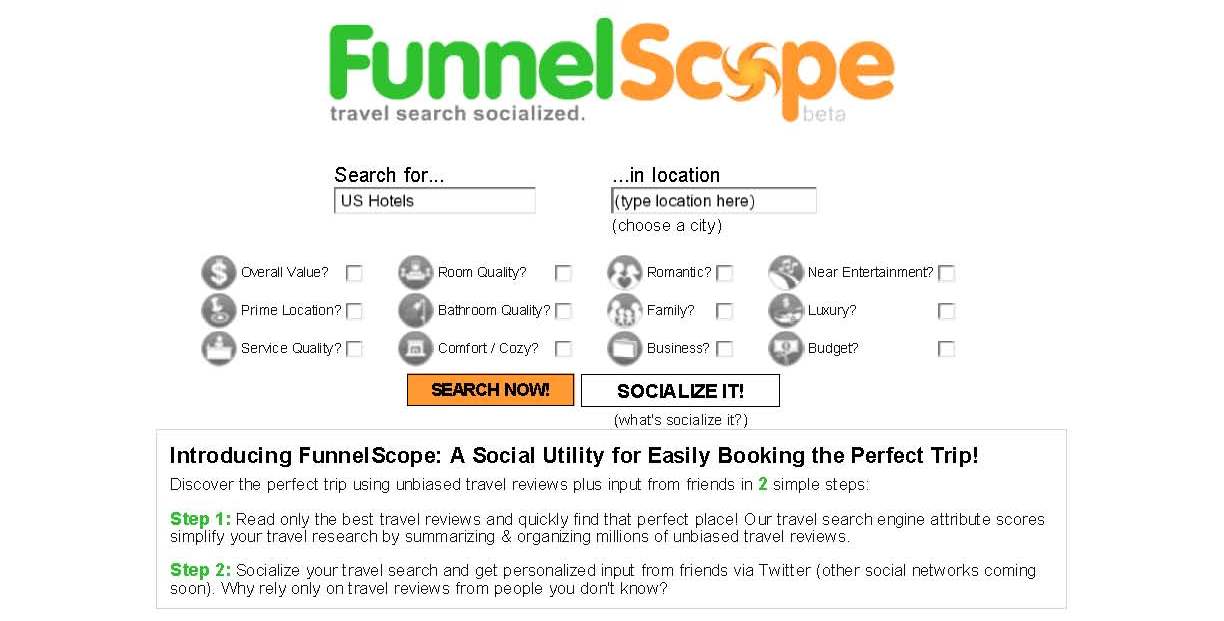 FunnelScope
travel search socialized.
beta
Search for...
...in location
US Hotels
(type location here)
(choose a city)
Overall Value?
Room Quality?
Romantic?
Near Entertainment?
Prime Location?
Bathroom Quality?
Family?
Luxury?
Service Quality?
Comfort / Cozy?
Business?
Budget?
SEARCH NOW!
SOCIALIZE IT!
(what's socialize it?)
Introducing FunnelScope: A Social Utility for Easily Booking the Perfect Trip!
Discover the perfect trip using unbiased travel reviews plus input from friends in 2 simple steps:
Step 1: Read only the best travel reviews and quickly find that perfect place! Our travel search engine attribute scores
simplify your travel research by summarizing & organizing millions of unbiased travel reviews.
Step 2: Socialize your travel search and get personalized input from friends via Twitter (other social networks coming
soon). Why rely only on travel reviews from people you don't know?